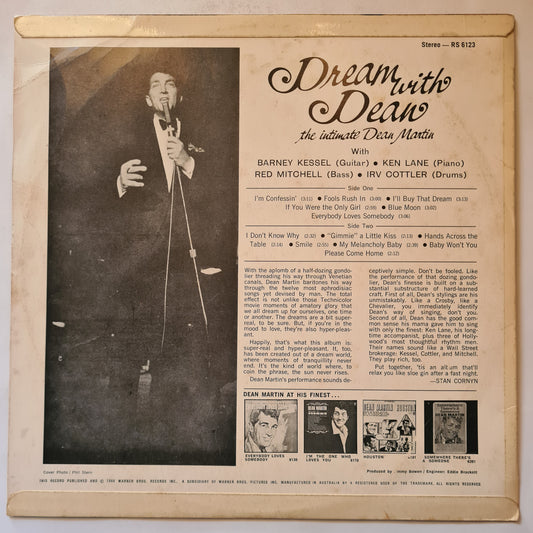 Stereo — RS 6123
Dream with
Dean
the intimate Dean Martin
With
BARNEY KESSEL (Guitar) • KEN LANE (Piano)
RED MITCHELL (Bass) • IRV COTTLER (Drums)
Side One
I'm Confessin' (3:11) • Fools Rush In (3:00) • I'll Buy That Dream (3:13)
If You Were the Only Girl (2:59) • Blue Moon (3:02)
Everybody Loves Somebody (3:06)
Side Two
I Don't Know Why (2:32) • "Gimmie" a Little Kiss (2:13) • Hands Across the
Table (2:14) • Smile (2:55) • My Melancholy Baby (2:39) • Baby Won't You
Please Come Home (2:12)
With the aplomb of a half-dozing gondo-
lier threading his way through Venetian
canals, Dean Martin baritones his way
through the twelve most aphrodisiac
songs yet devised by man. The total
effect is not unlike those Technicolor
movie moments of amatory glory that
we all dream up for ourselves, one time
or another. The dreams are a bit super-
real, to be sure. But, if you're in the
mood to love, they're also hyper-pleas-
ant.
Happily, that's what this album is:
super-real and hyper-pleasant. It, too,
has been created out of a dream world,
where moments of tranquillity never
end. It's the kind of world where, to
coin the phrase, the sun never rises.
Dean Martin's performance sounds de-
ceptively simple. Don't be fooled. Like
the performance of that dozing gondo-
lier, Dean's finesse is built on a sub-
stantial substructure of hard-learned
craft. First of all, Dean's stylings are his
unmistakably. Like a Crosby, like a
Chevalier, you immediately identify
Dean's way of singing, don't you.
Second of all, Dean has the good com-
mon sense his mama gave him to sing
with only the finest: Ken Lane, his long-
time accompanist, plus three of Holly-
wood's most thoughtful rhythm men.
Their names sound like a Wall Street
brokerage: Kessel, Cottler, and Mitchell.
They play rich, too.
Put together, 'tis an album that'll
relax you like sloe gin after a fast night.
—STAN CORNYN
DEAN MARTIN AT HIS FINEST...
EVERYBODY LOVES
SOMEBODY 6130
I'M THE ONE WHO
LOVES YOU 6170
HOUSTON 6181
SOMEWHERE THERE'S
A SOMEONE 6201
Cover Photo / Phil Stern
Produced by Jimmy Bowen / Engineer: Eddie Brackett